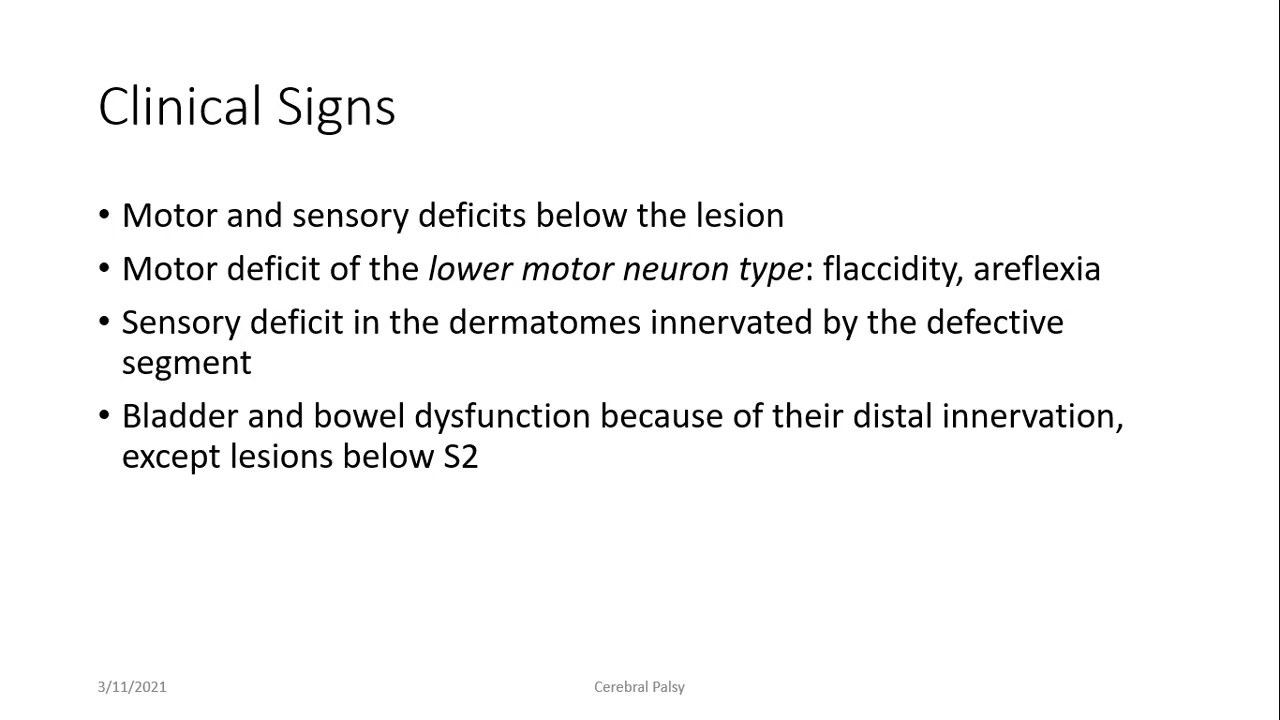 Clinical Signs
• Motor and sensory deficits below the lesion
• Motor deficit of the lower motor neuron type: flaccidity, areflexia
• Sensory deficit in the dermatomes innervated by the defective
segment
• Bladder and bowel dysfunction because of their distal innervation,
except lesions below S2
3/11/2021
Cerebral Palsy